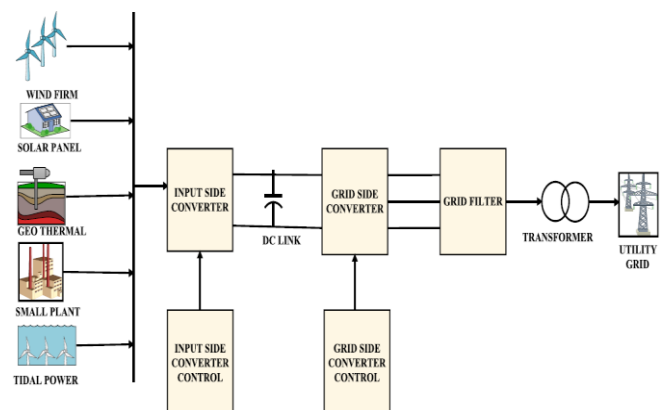 WIND FIRM
SOLAR PANEL
GEO THERMAL
SMALL PLANT
TIDAL POWER
INPUT SIDE
CONVERTER
DC LINK
GRID SIDE
CONVERTER
GRID FILTER
TRANSFORMER
UTILITY
GRID
INPUT SIDE
CONVERTER
CONTROL
GRID SIDE
CONVERTER
CONTROL